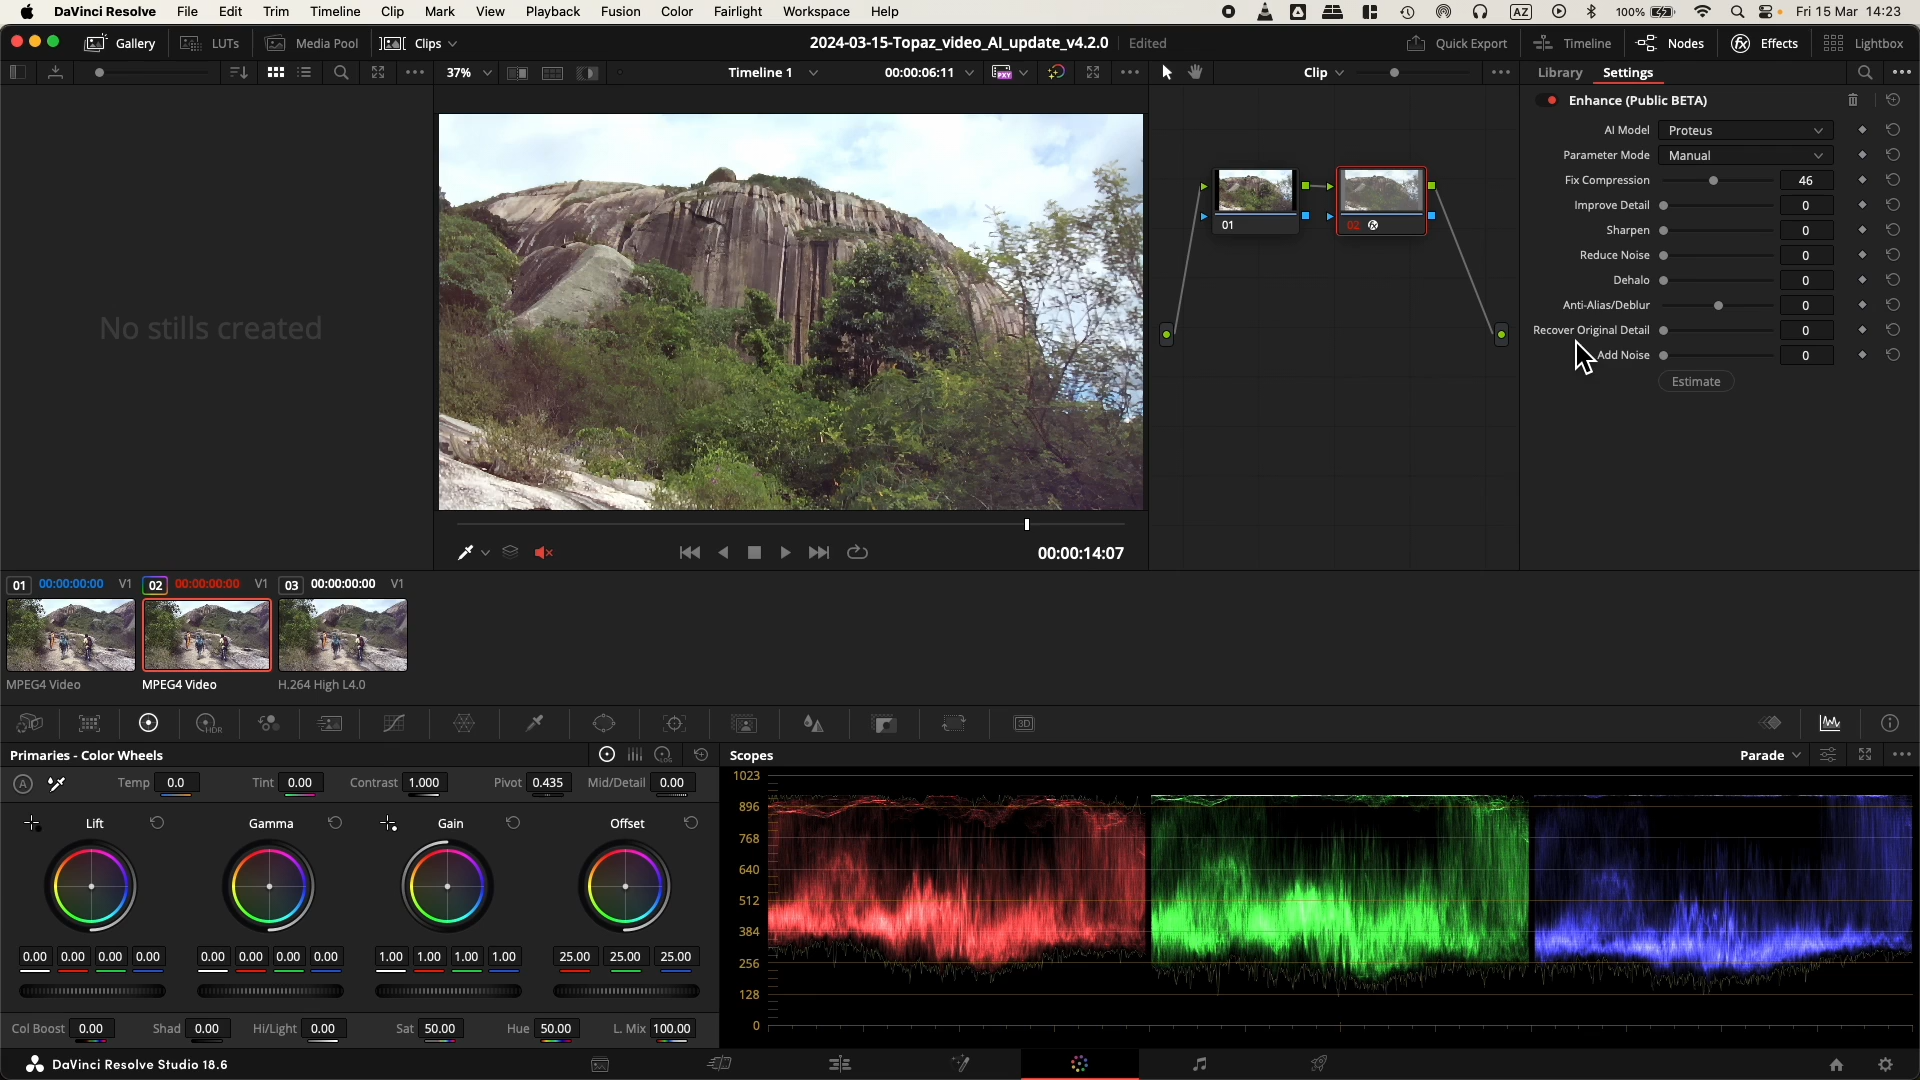 DaVinci Resolve File Edit Trim Timeline Clip Mark View Playback Fusion Color Fairlight Workspace Help AZ 100% Fri 15 Mar 14:23
Gallery LUTs Media Pool Clips 2024-03-15-Topaz_video_AI_update_v4.2.0 Edited Quick Export Timeline Nodes Effects Lightbox
37% Timeline 1 00:00:06:11 PXY Clip Library Settings
Enhance (Public BETA)
AI Model Proteus
Parameter Mode Manual
Fix Compression 46
Improve Detail 0
Sharpen 0
Reduce Noise 0
Dehalo 0
Anti-Alias/Deblur 0
Recover Original Detail 0
Add Noise 0
Estimate
01
02 fx
No stills created
00:00:14:07
01 00:00:00:00 V1 02 00:00:00:00 V1 03 00:00:00:00 V1
MPEG4 Video MPEG4 Video H.264 High L4.0
HDR 3D
Primaries - Color Wheels LOG
A Temp 0.0 Tint 0.00 Contrast 1.000 Pivot 0.435 Mid/Detail 0.00
Lift Gamma Gain Offset
0.00 0.00 0.00 0.00 0.00 0.00 0.00 0.00 1.00 1.00 1.00 1.00 25.00 25.00 25.00
Col Boost 0.00 Shad 0.00 Hi/Light 0.00 Sat 50.00 Hue 50.00 L. Mix 100.00
Scopes Parade
1023
896
768
640
512
384
256
128
0
DaVinci Resolve Studio 18.6